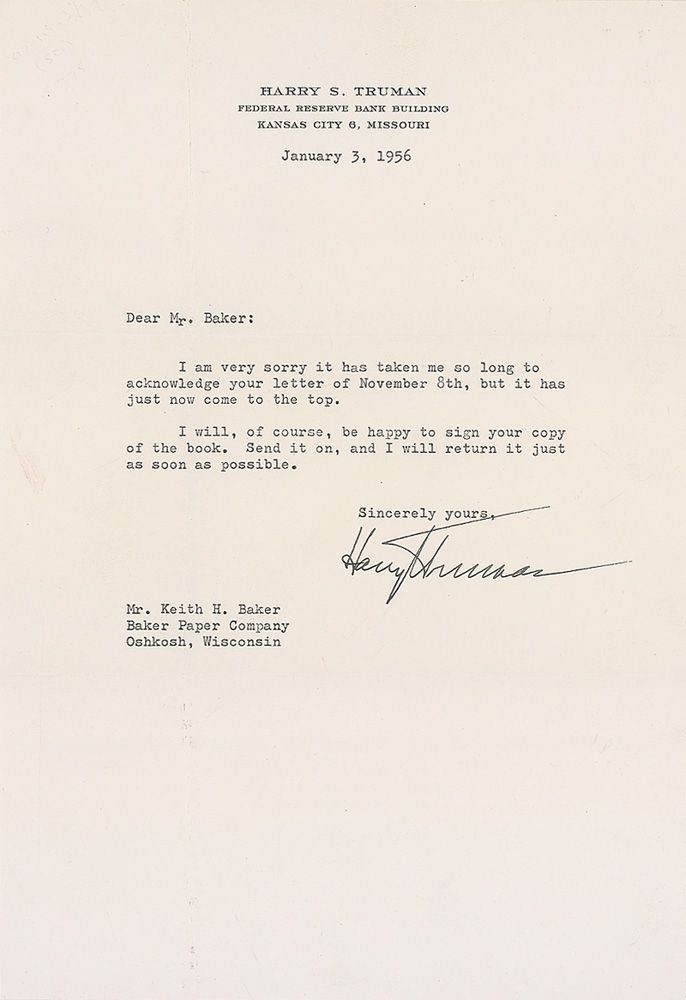 HARRY S. TRUMAN
FEDERAL RESERVE BANK BUILDING
KANSAS CITY 6, MISSOURI
January 3, 1956
Dear Mr. Baker:
I am very sorry it has taken me so long to
acknowledge your letter of November 8th, but it has
just now come to the top.
I will, of course, be happy to sign your copy
of the book. Send it on, and I will return it just
as soon as possible.
Sincerely yours,
Harry Truman
Mr. Keith H. Baker
Baker Paper Company
Oshkosh, Wisconsin